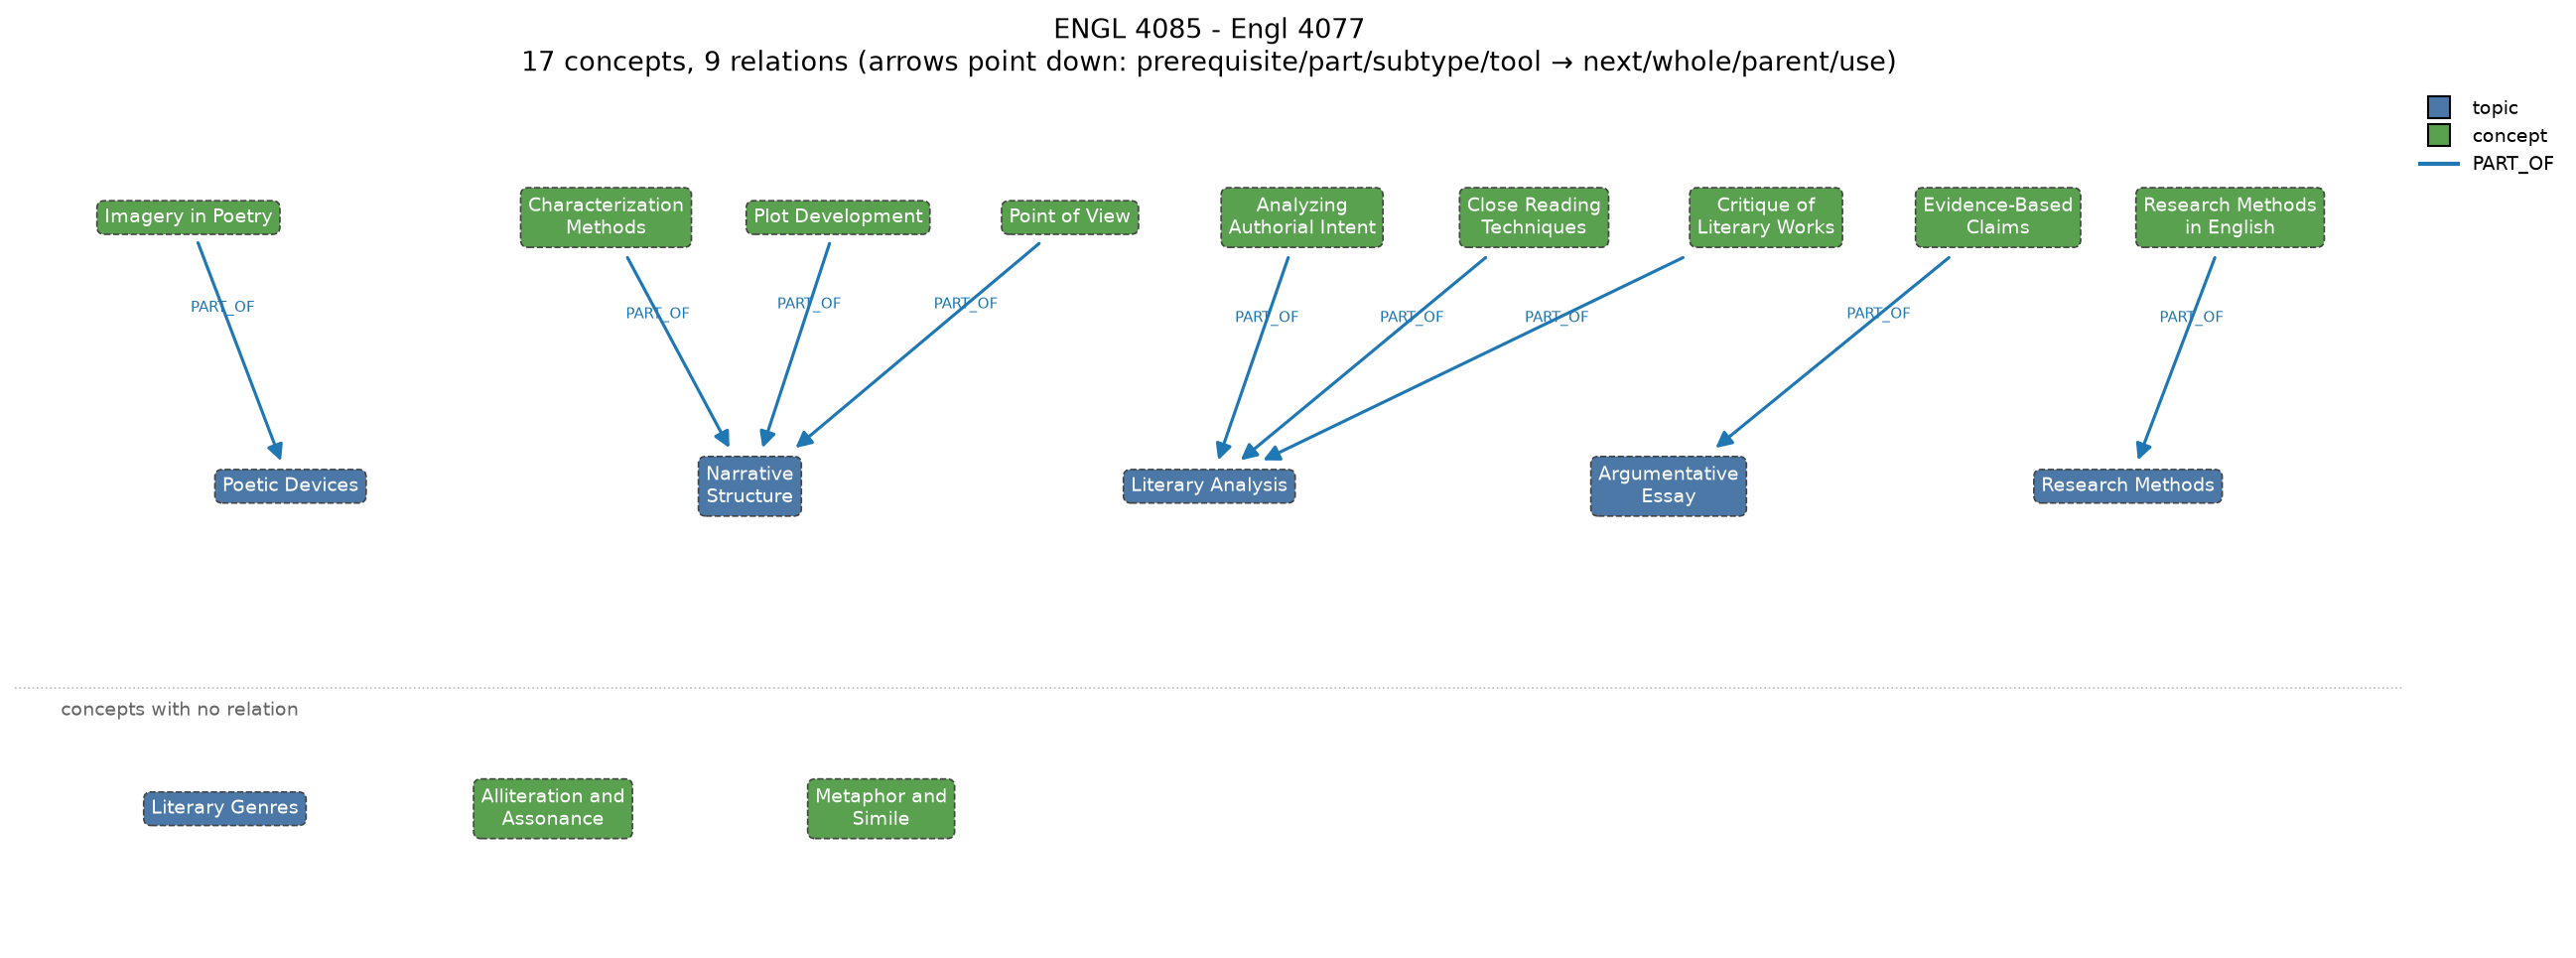 ENGL 4085 - Engl 4077
17 concepts, 9 relations (arrows point down: prerequisite/part/subtype/tool → next/whole/parent/use)
topic
concept
PART_OF
Imagery in Poetry
Characterization
Methods
Plot Development
Point of View
Analyzing
Authorial Intent
Close Reading
Techniques
Critique of
Literary Works
Evidence-Based
Claims
Research Methods
in English
PART_OF
PART_OF
PART_OF
PART_OF
PART_OF
PART_OF
PART_OF
PART_OF
PART_OF
Poetic Devices
Narrative
Structure
Literary Analysis
Argumentative
Essay
Research Methods
concepts with no relation
Literary Genres
Alliteration and
Assonance
Metaphor and
Simile